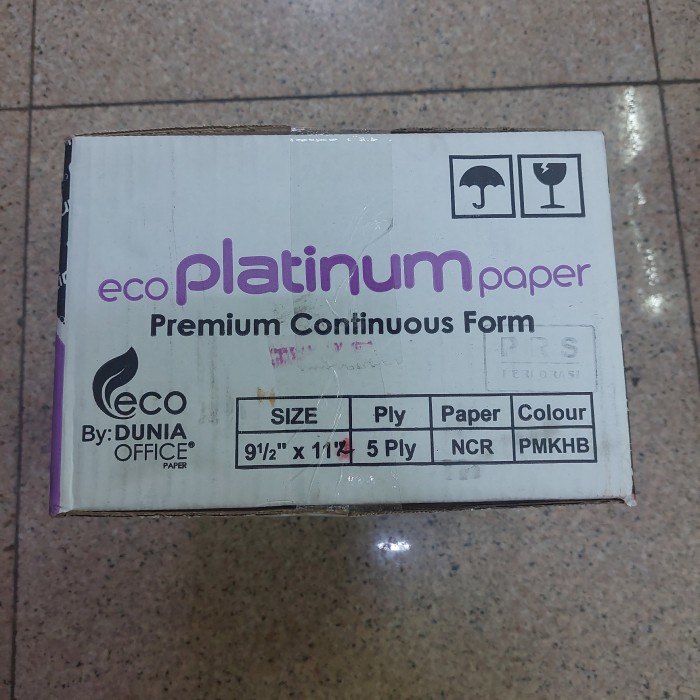 eco platinum paper
Premium Continuous Form
PRS
PERFORASI
eco
By: DUNIA
OFFICE®
PAPER
SIZE Ply Paper Colour
9½" x 11" 5 Ply NCR PMKHB